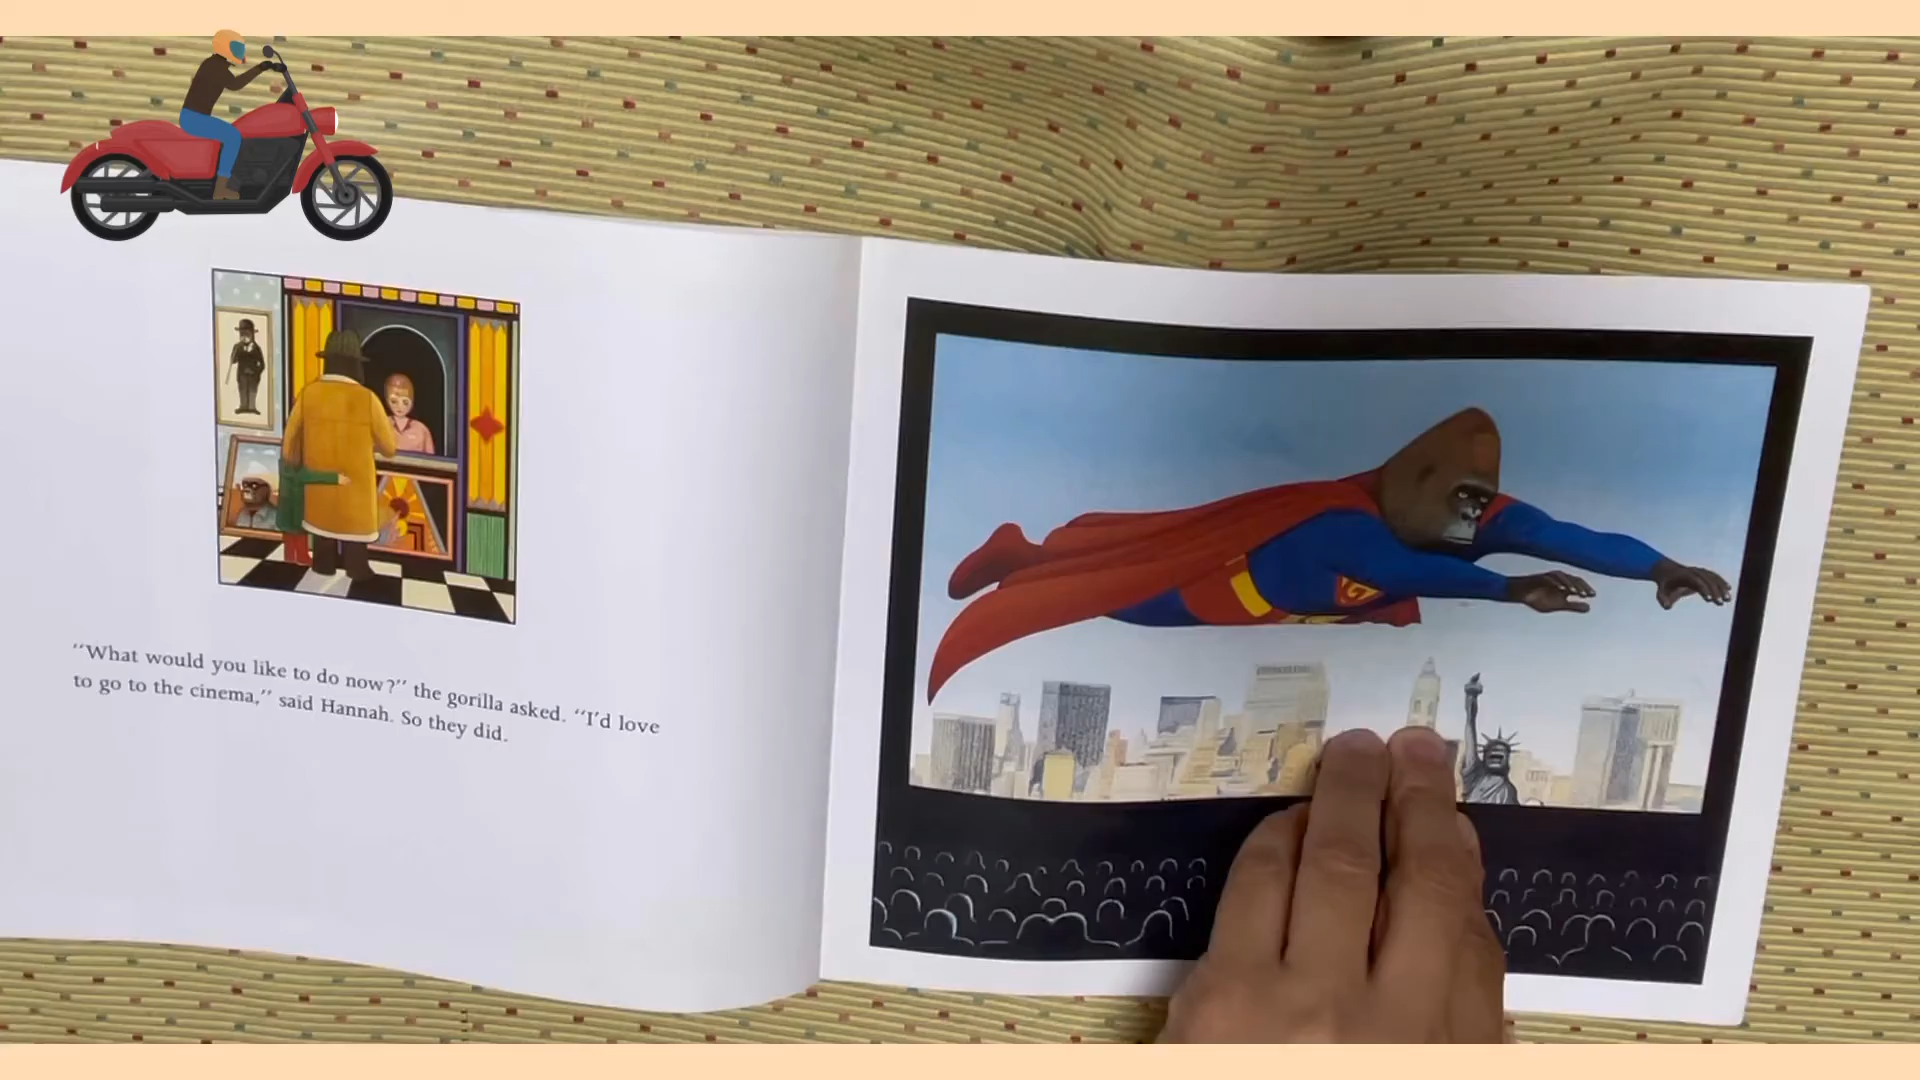 “What would you like to do now?” the gorilla asked. “I’d love
to go to the cinema,” said Hannah. So they did.